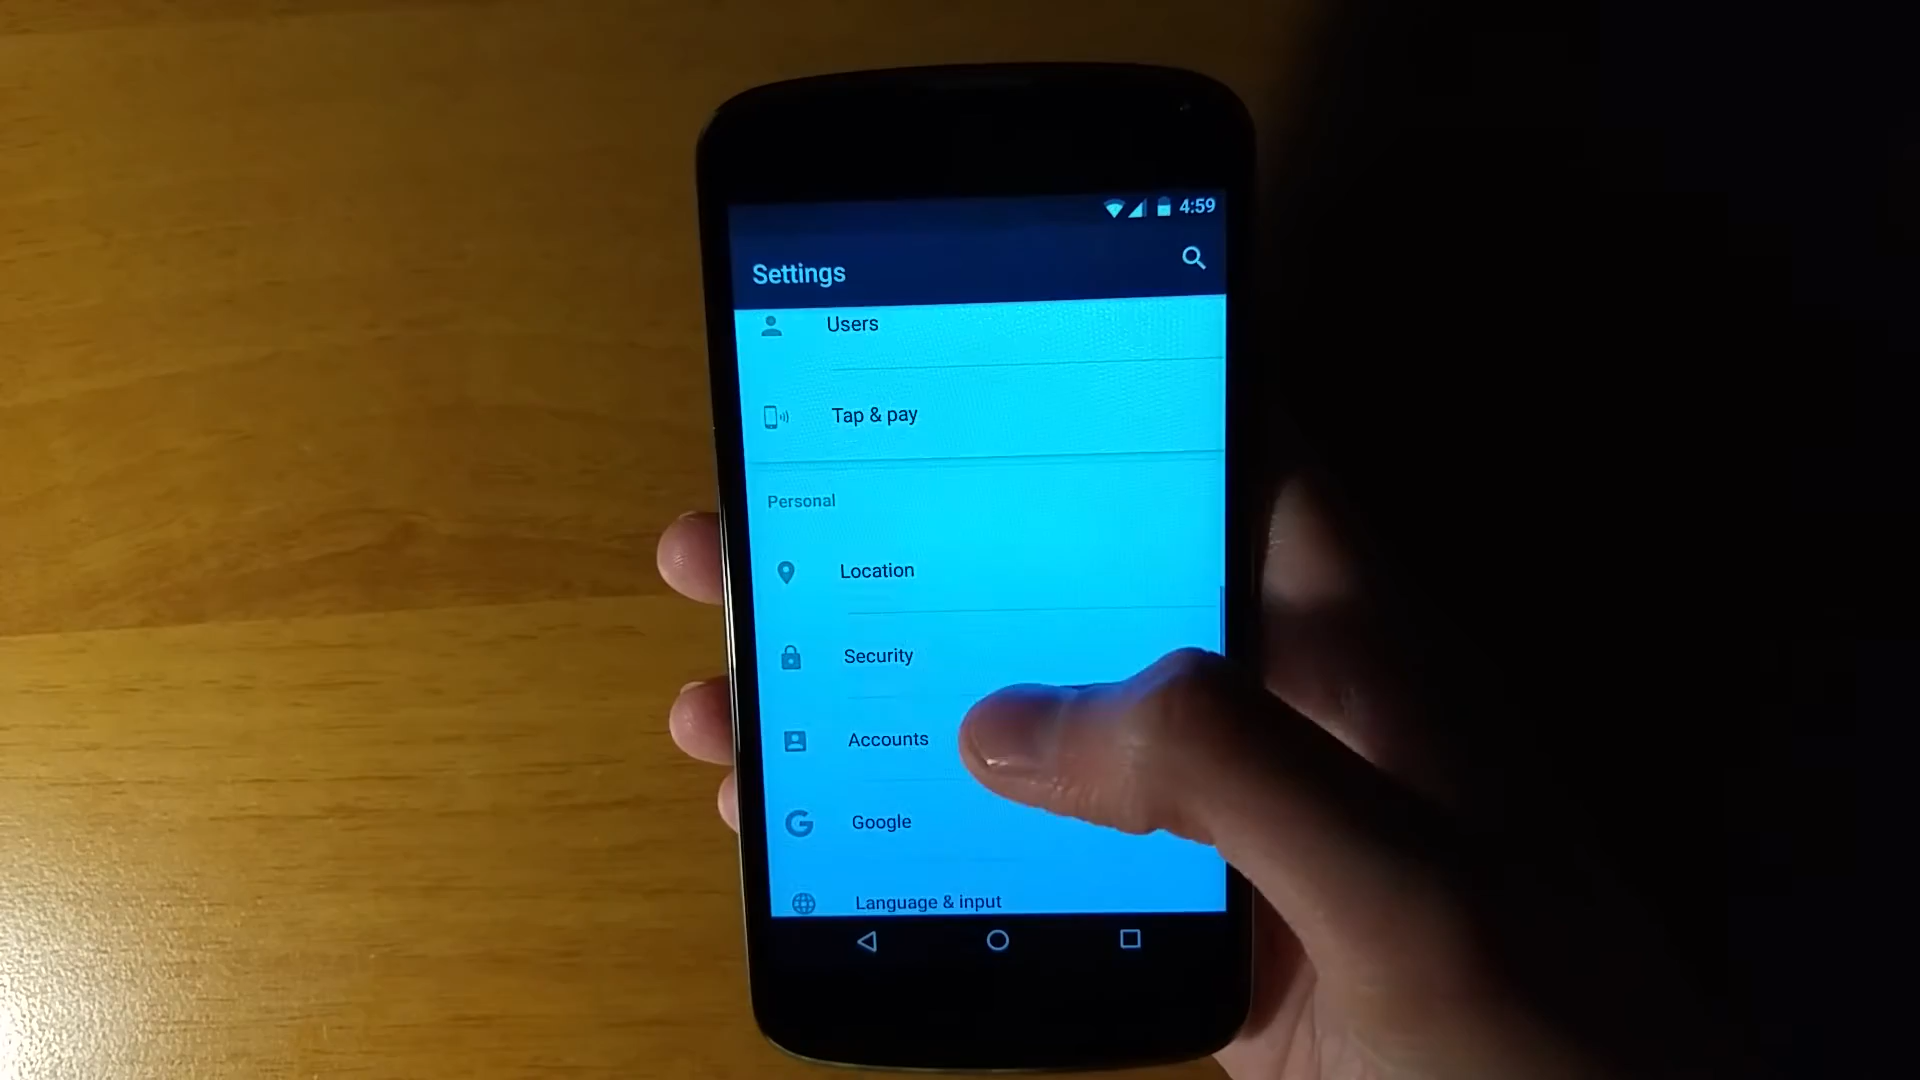 4:59
Settings
Users
Tap & pay
Personal
Location
Security
Accounts
Google
Language & input